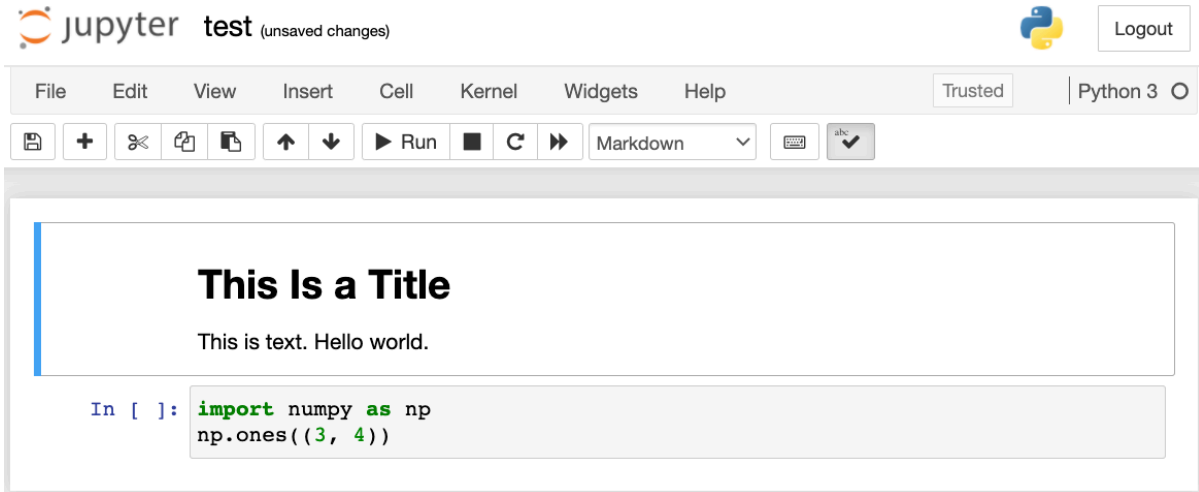 jupyter test (unsaved changes) Logout
File Edit View Insert Cell Kernel Widgets Help Trusted Python 3
Run Markdown abc
This Is a Title
This is text. Hello world.
In [ ]: import numpy as np
np.ones((3, 4))